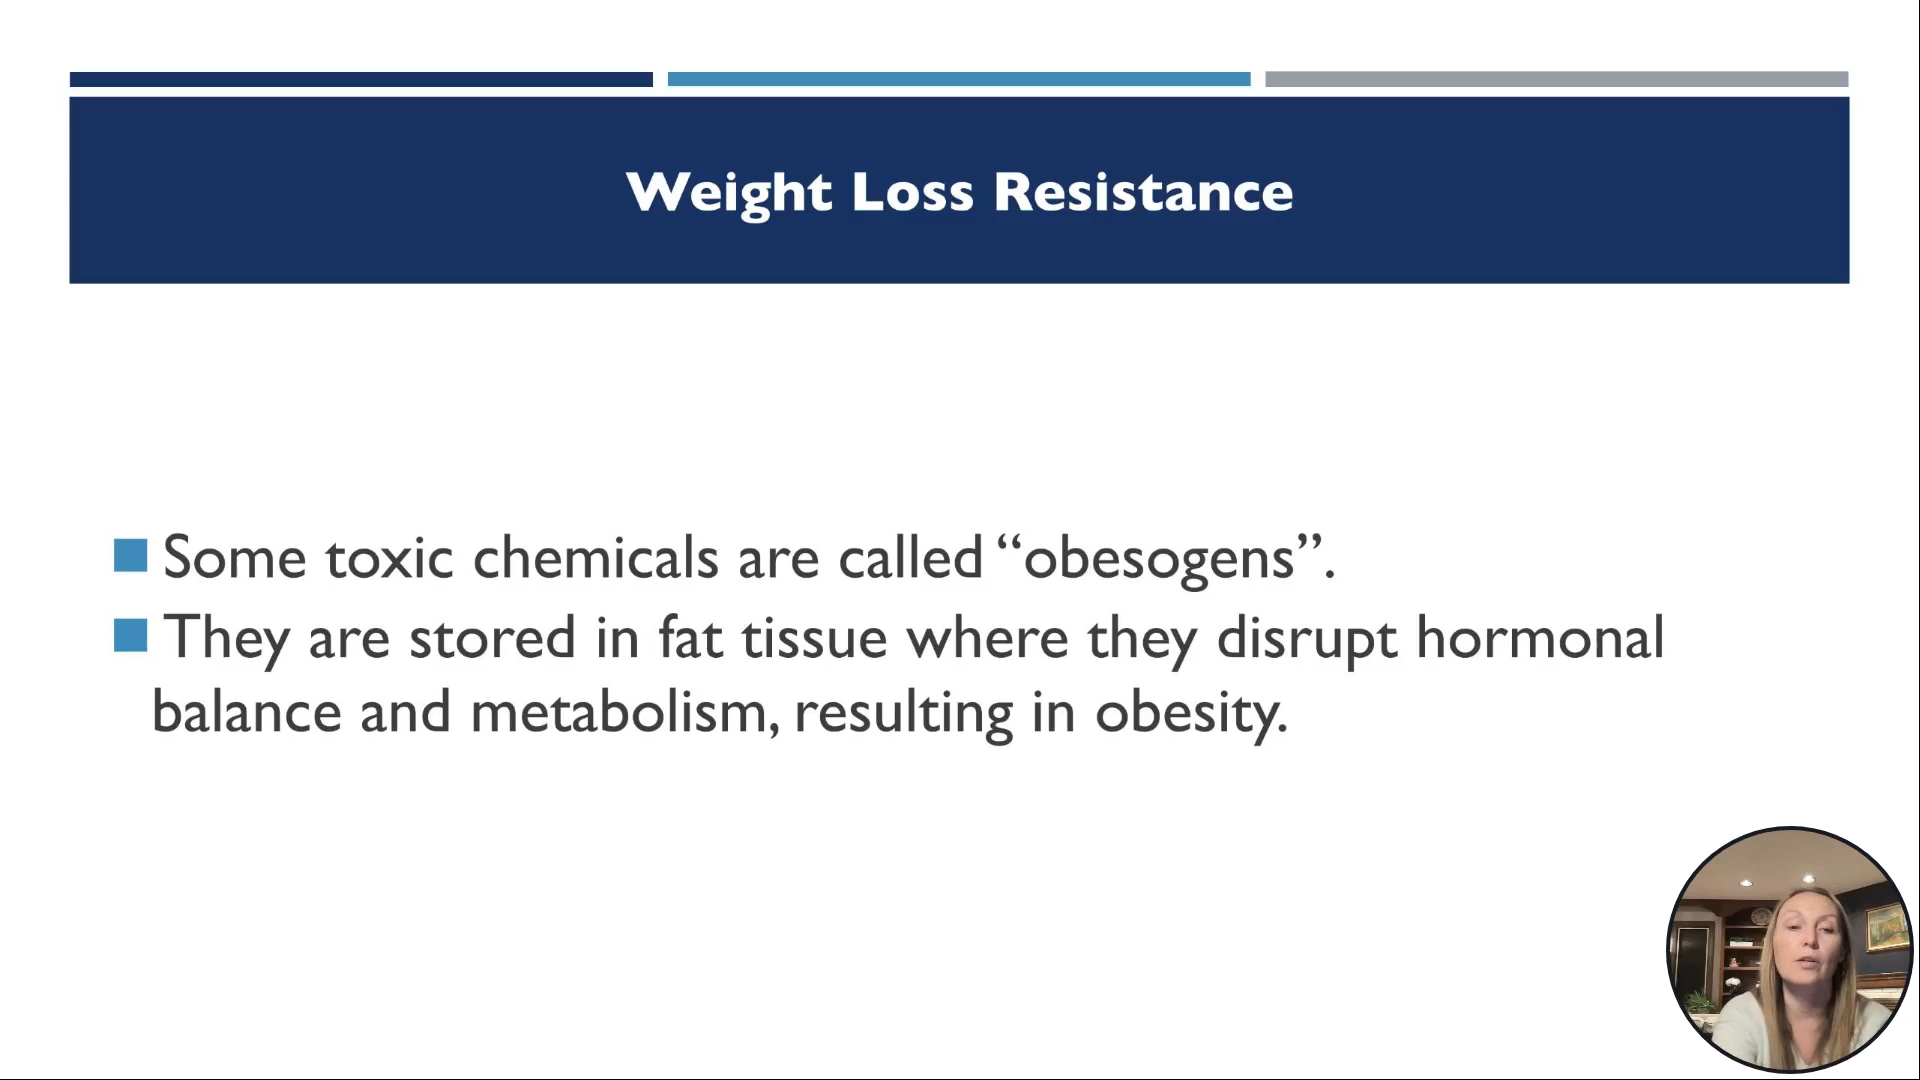 Weight Loss Resistance
Some toxic chemicals are called “obesogens”.
They are stored in fat tissue where they disrupt hormonal
balance and metabolism, resulting in obesity.